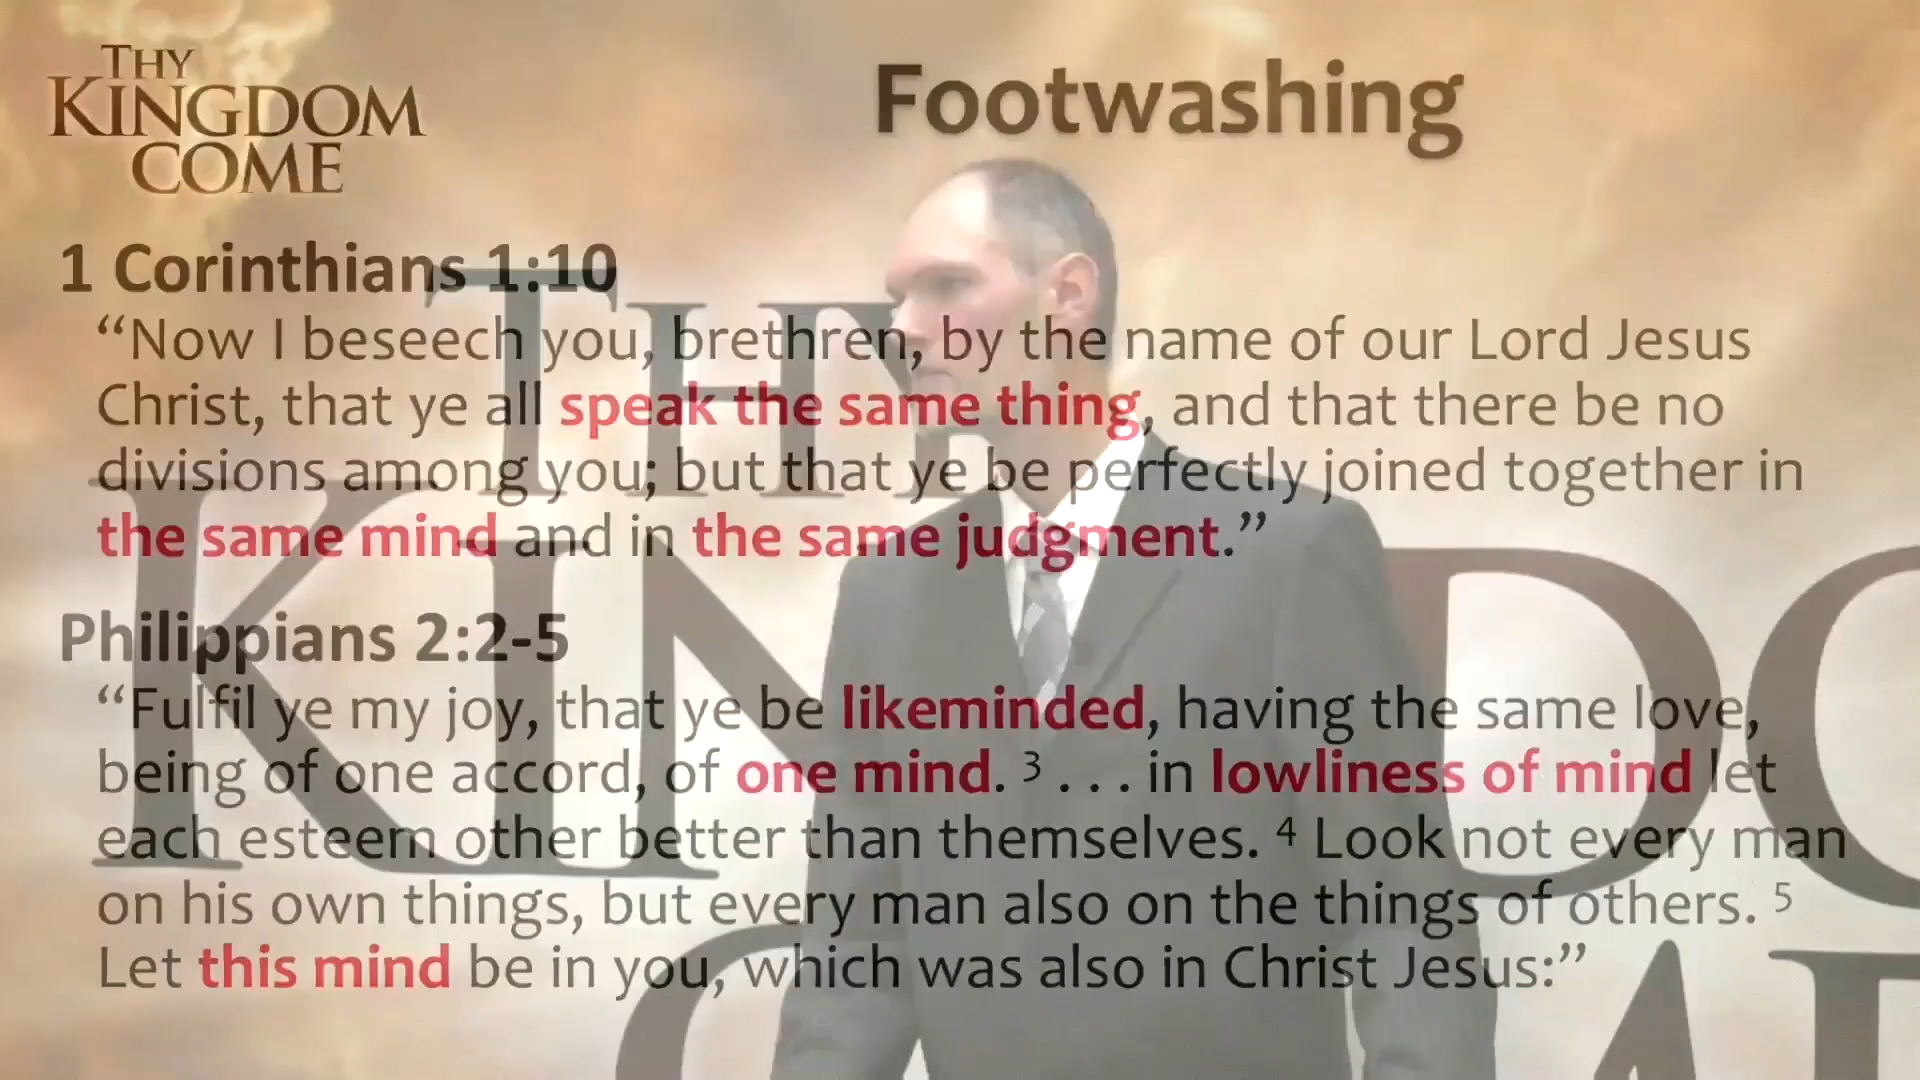 THY
KINGDOM
COME
Footwashing
1 Corinthians 1:10
“Now I beseech you, brethren, by the name of our Lord Jesus
Christ, that ye all speak the same thing, and that there be no
divisions among you; but that ye be perfectly joined together in
the same mind and in the same judgment.”
Philippians 2:2-5
“Fulfil ye my joy, that ye be likeminded, having the same love,
being of one accord, of one mind. 3 . . . in lowliness of mind let
each esteem other better than themselves. 4 Look not every man
on his own things, but every man also on the things of others. 5
Let this mind be in you, which was also in Christ Jesus:”
THY
KIN DO